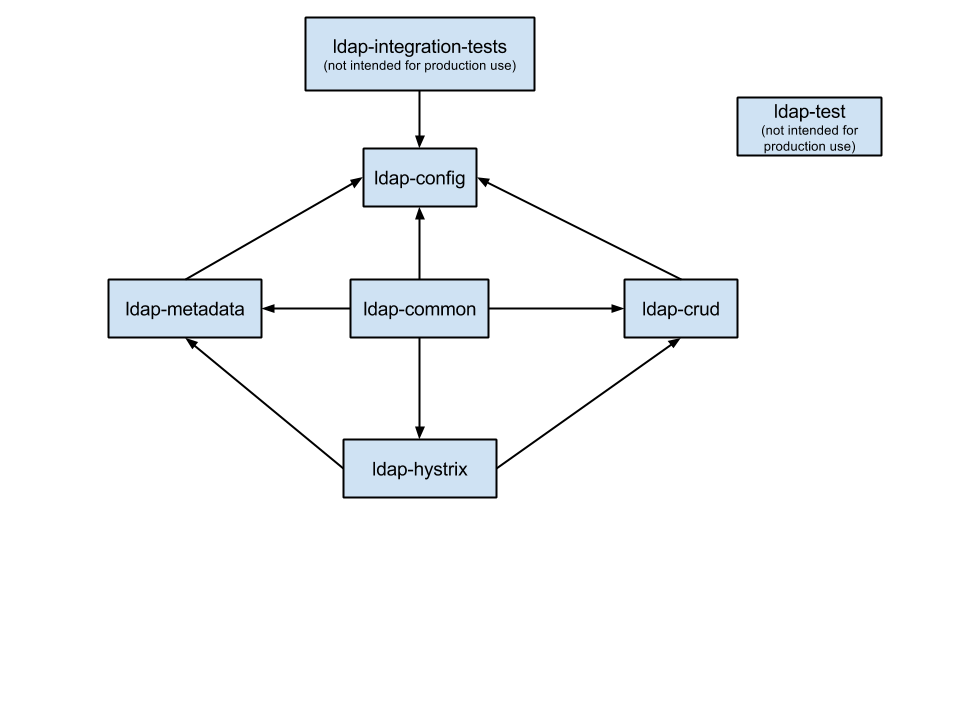 ldap-integration-tests
(not intended for production use)
ldap-test
(not intended for
production use)
ldap-config
ldap-metadata
ldap-common
ldap-crud
ldap-hystrix